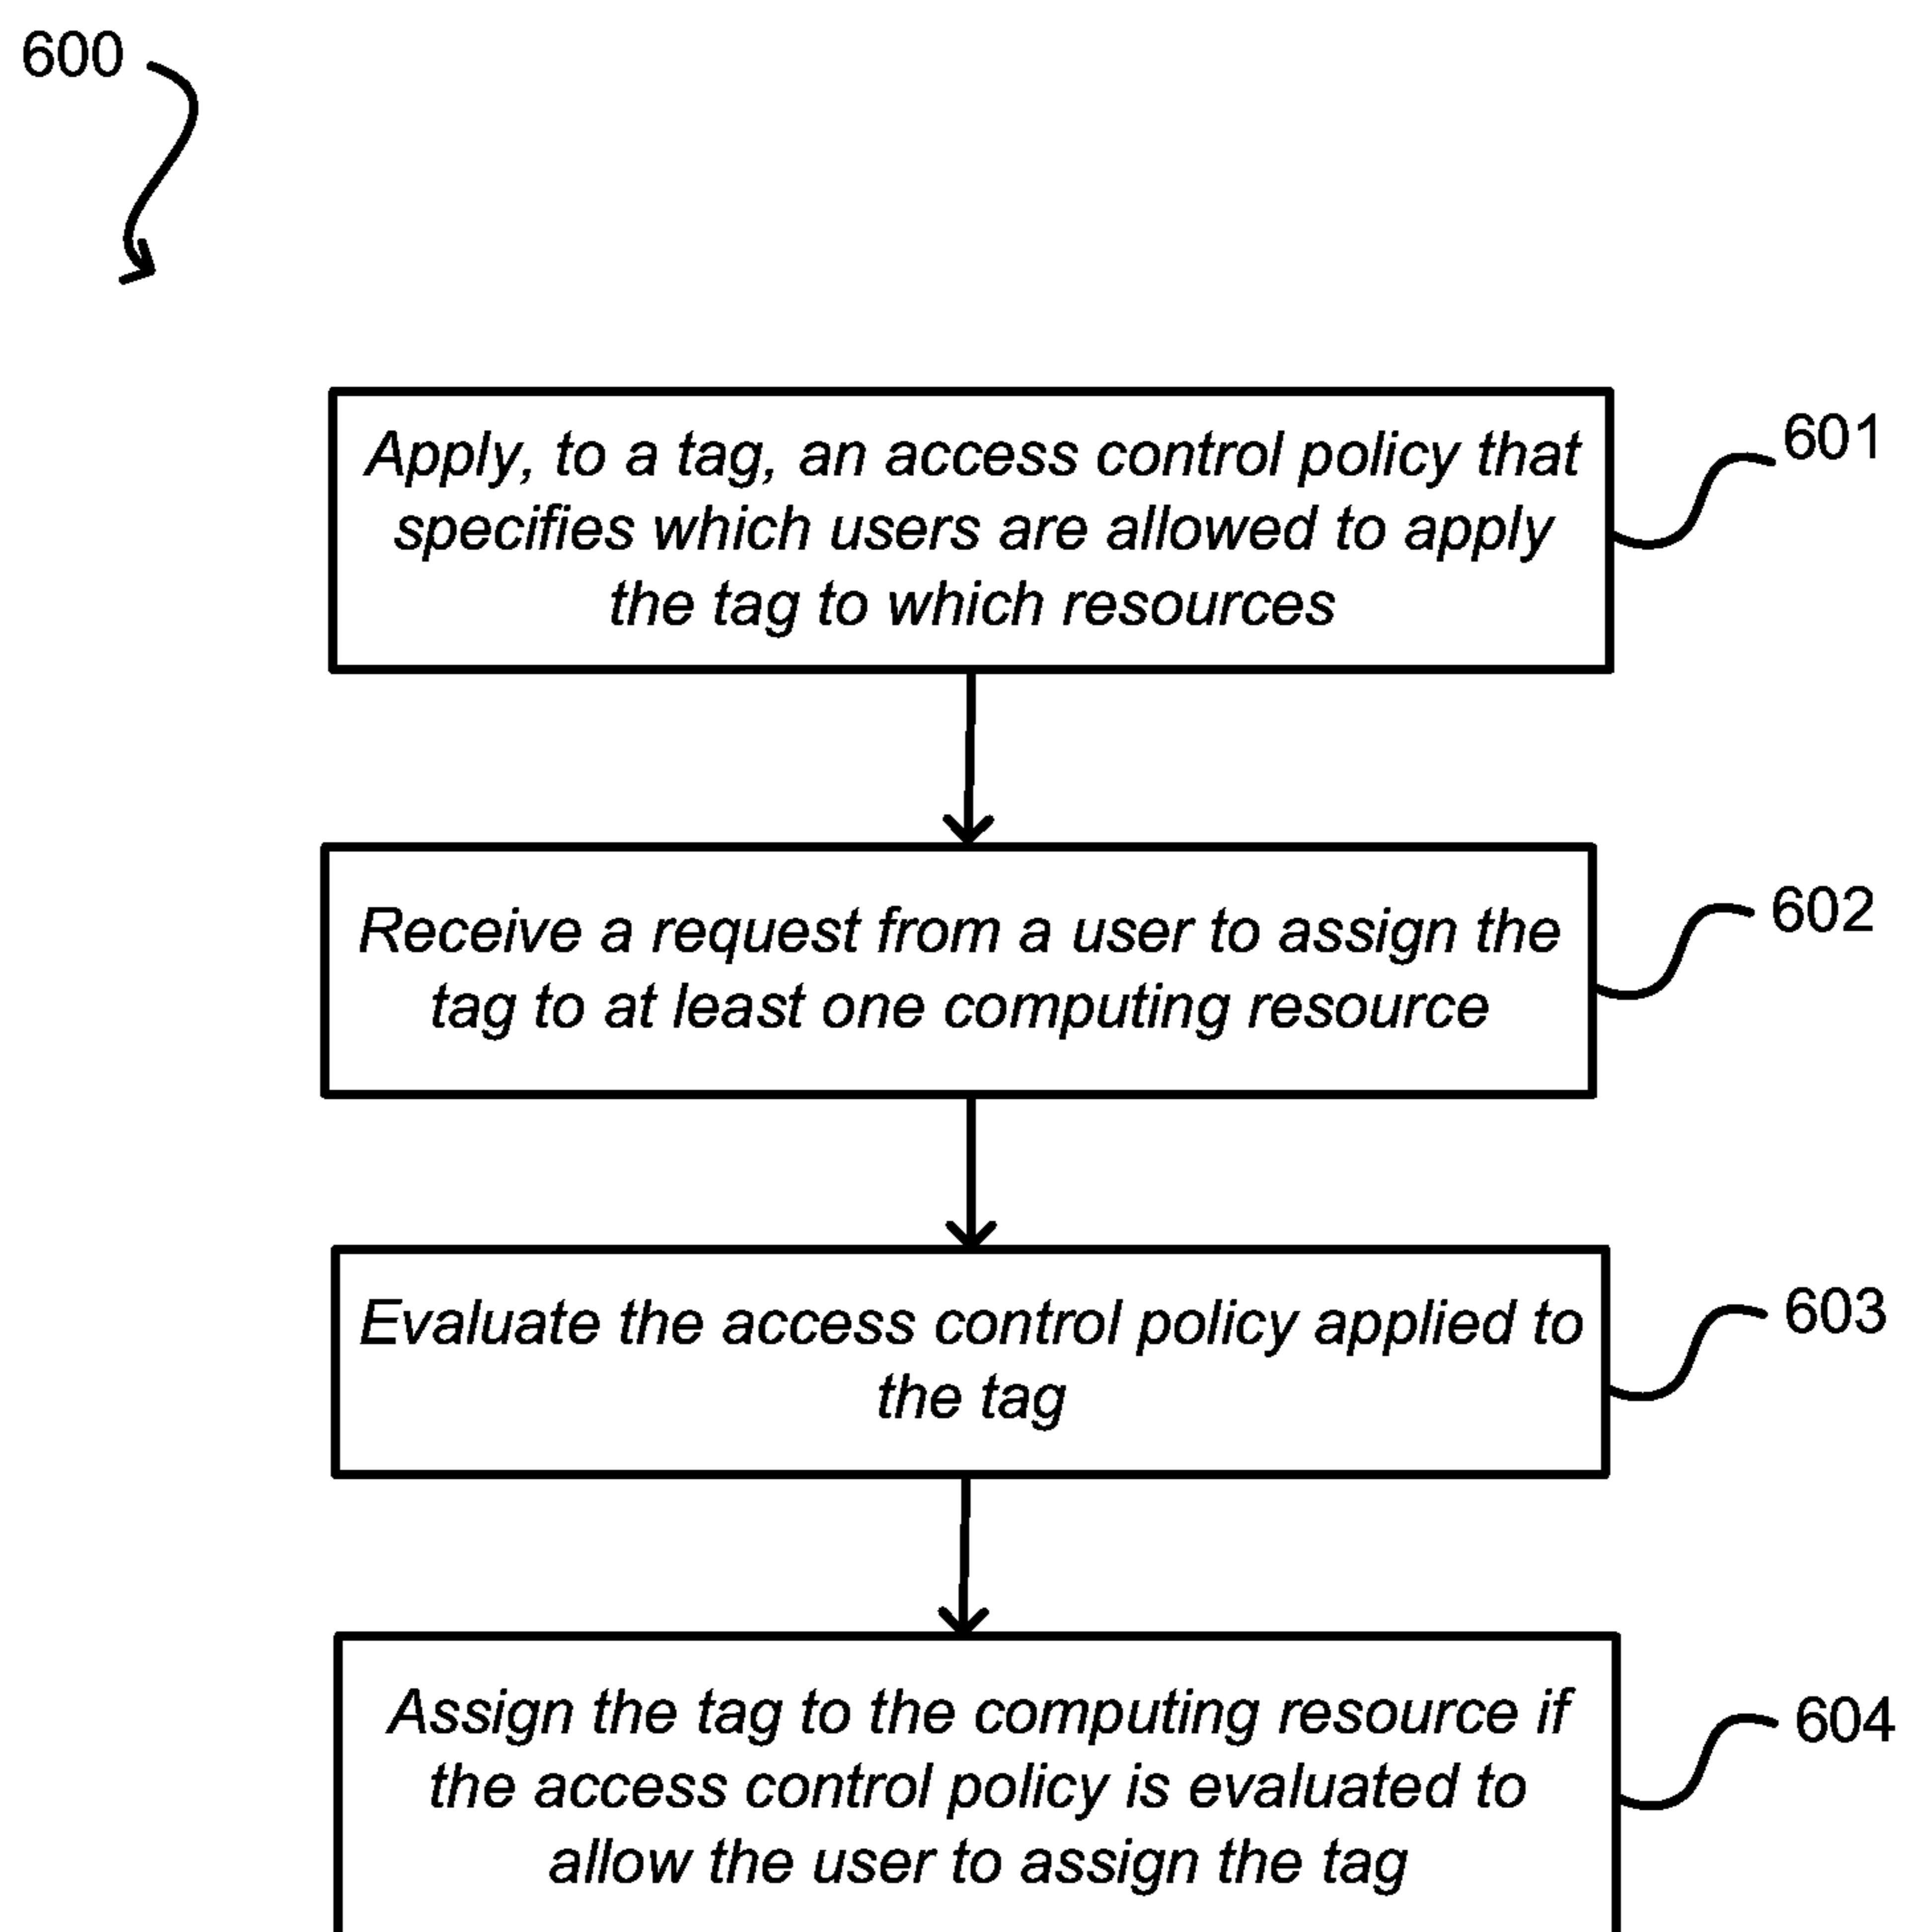 600
Apply, to a tag, an access control policy that
specifies which users are allowed to apply
the tag to which resources
601
Receive a request from a user to assign the
tag to at least one computing resource
602
Evaluate the access control policy applied to
the tag
603
Assign the tag to the computing resource if
the access control policy is evaluated to
allow the user to assign the tag
604